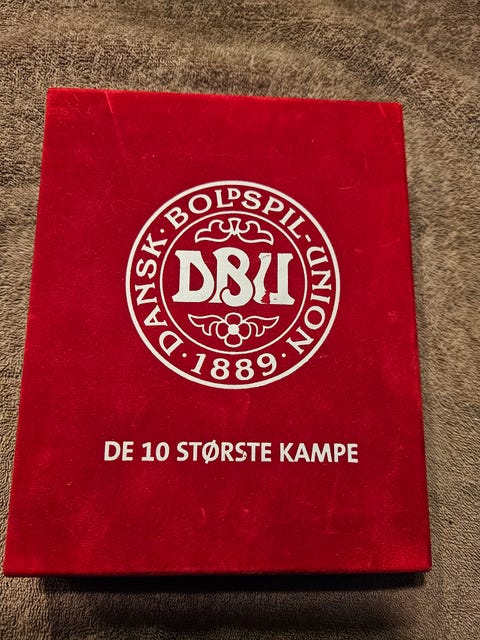 DANSK · BOLDSPIL-UNION
DBU
· 1889 ·
DE 10 STØRSTE KAMPE